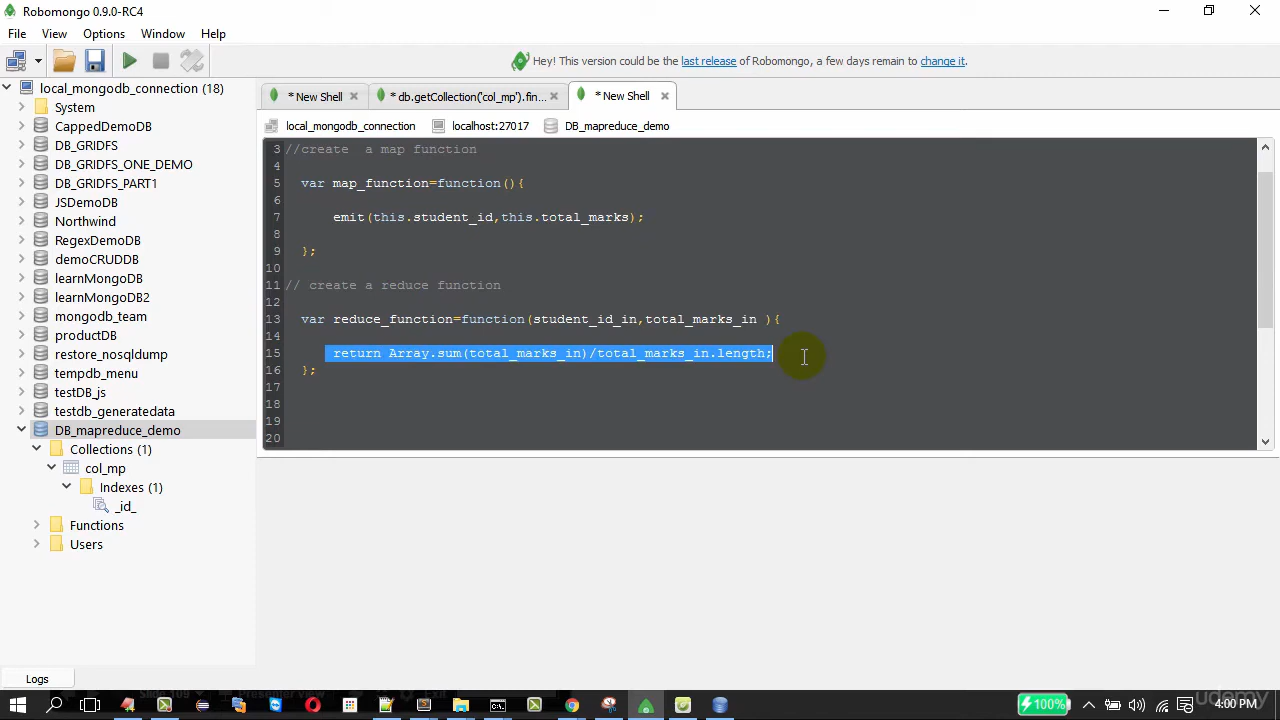 Robomongo 0.9.0-RC4
File View Options Window Help
Hey! This version could be the last release of Robomongo, a few days remain to change it.
local_mongodb_connection (18)
System
CappedDemoDB
DB_GRIDFS
DB_GRIDFS_ONE_DEMO
DB_GRIDFS_PART1
JSDemoDB
Northwind
RegexDemoDB
demoCRUDDB
learnMongoDB
learnMongoDB2
mongodb_team
productDB
restore_nosqldump
tempdb_menu
testDB_js
testdb_generatedata
DB_mapreduce_demo
Collections (1)
col_mp
Indexes (1)
_id_
Functions
Users
* New Shell * db.getCollection('col_mp').fin... * New Shell
local_mongodb_connection localhost:27017 DB_mapreduce_demo
3 //create  a map function
4
5 var map_function=function(){
6
7 emit(this.student_id,this.total_marks);
8
9 };
10
11 // create a reduce function
12
13 var reduce_function=function(student_id_in,total_marks_in ){
14
15 return Array.sum(total_marks_in)/total_marks_in.length;
16 };
17
18
19
20
Logs
Slide 109 Presenter view Exit
100% 4:00 PM
udemy